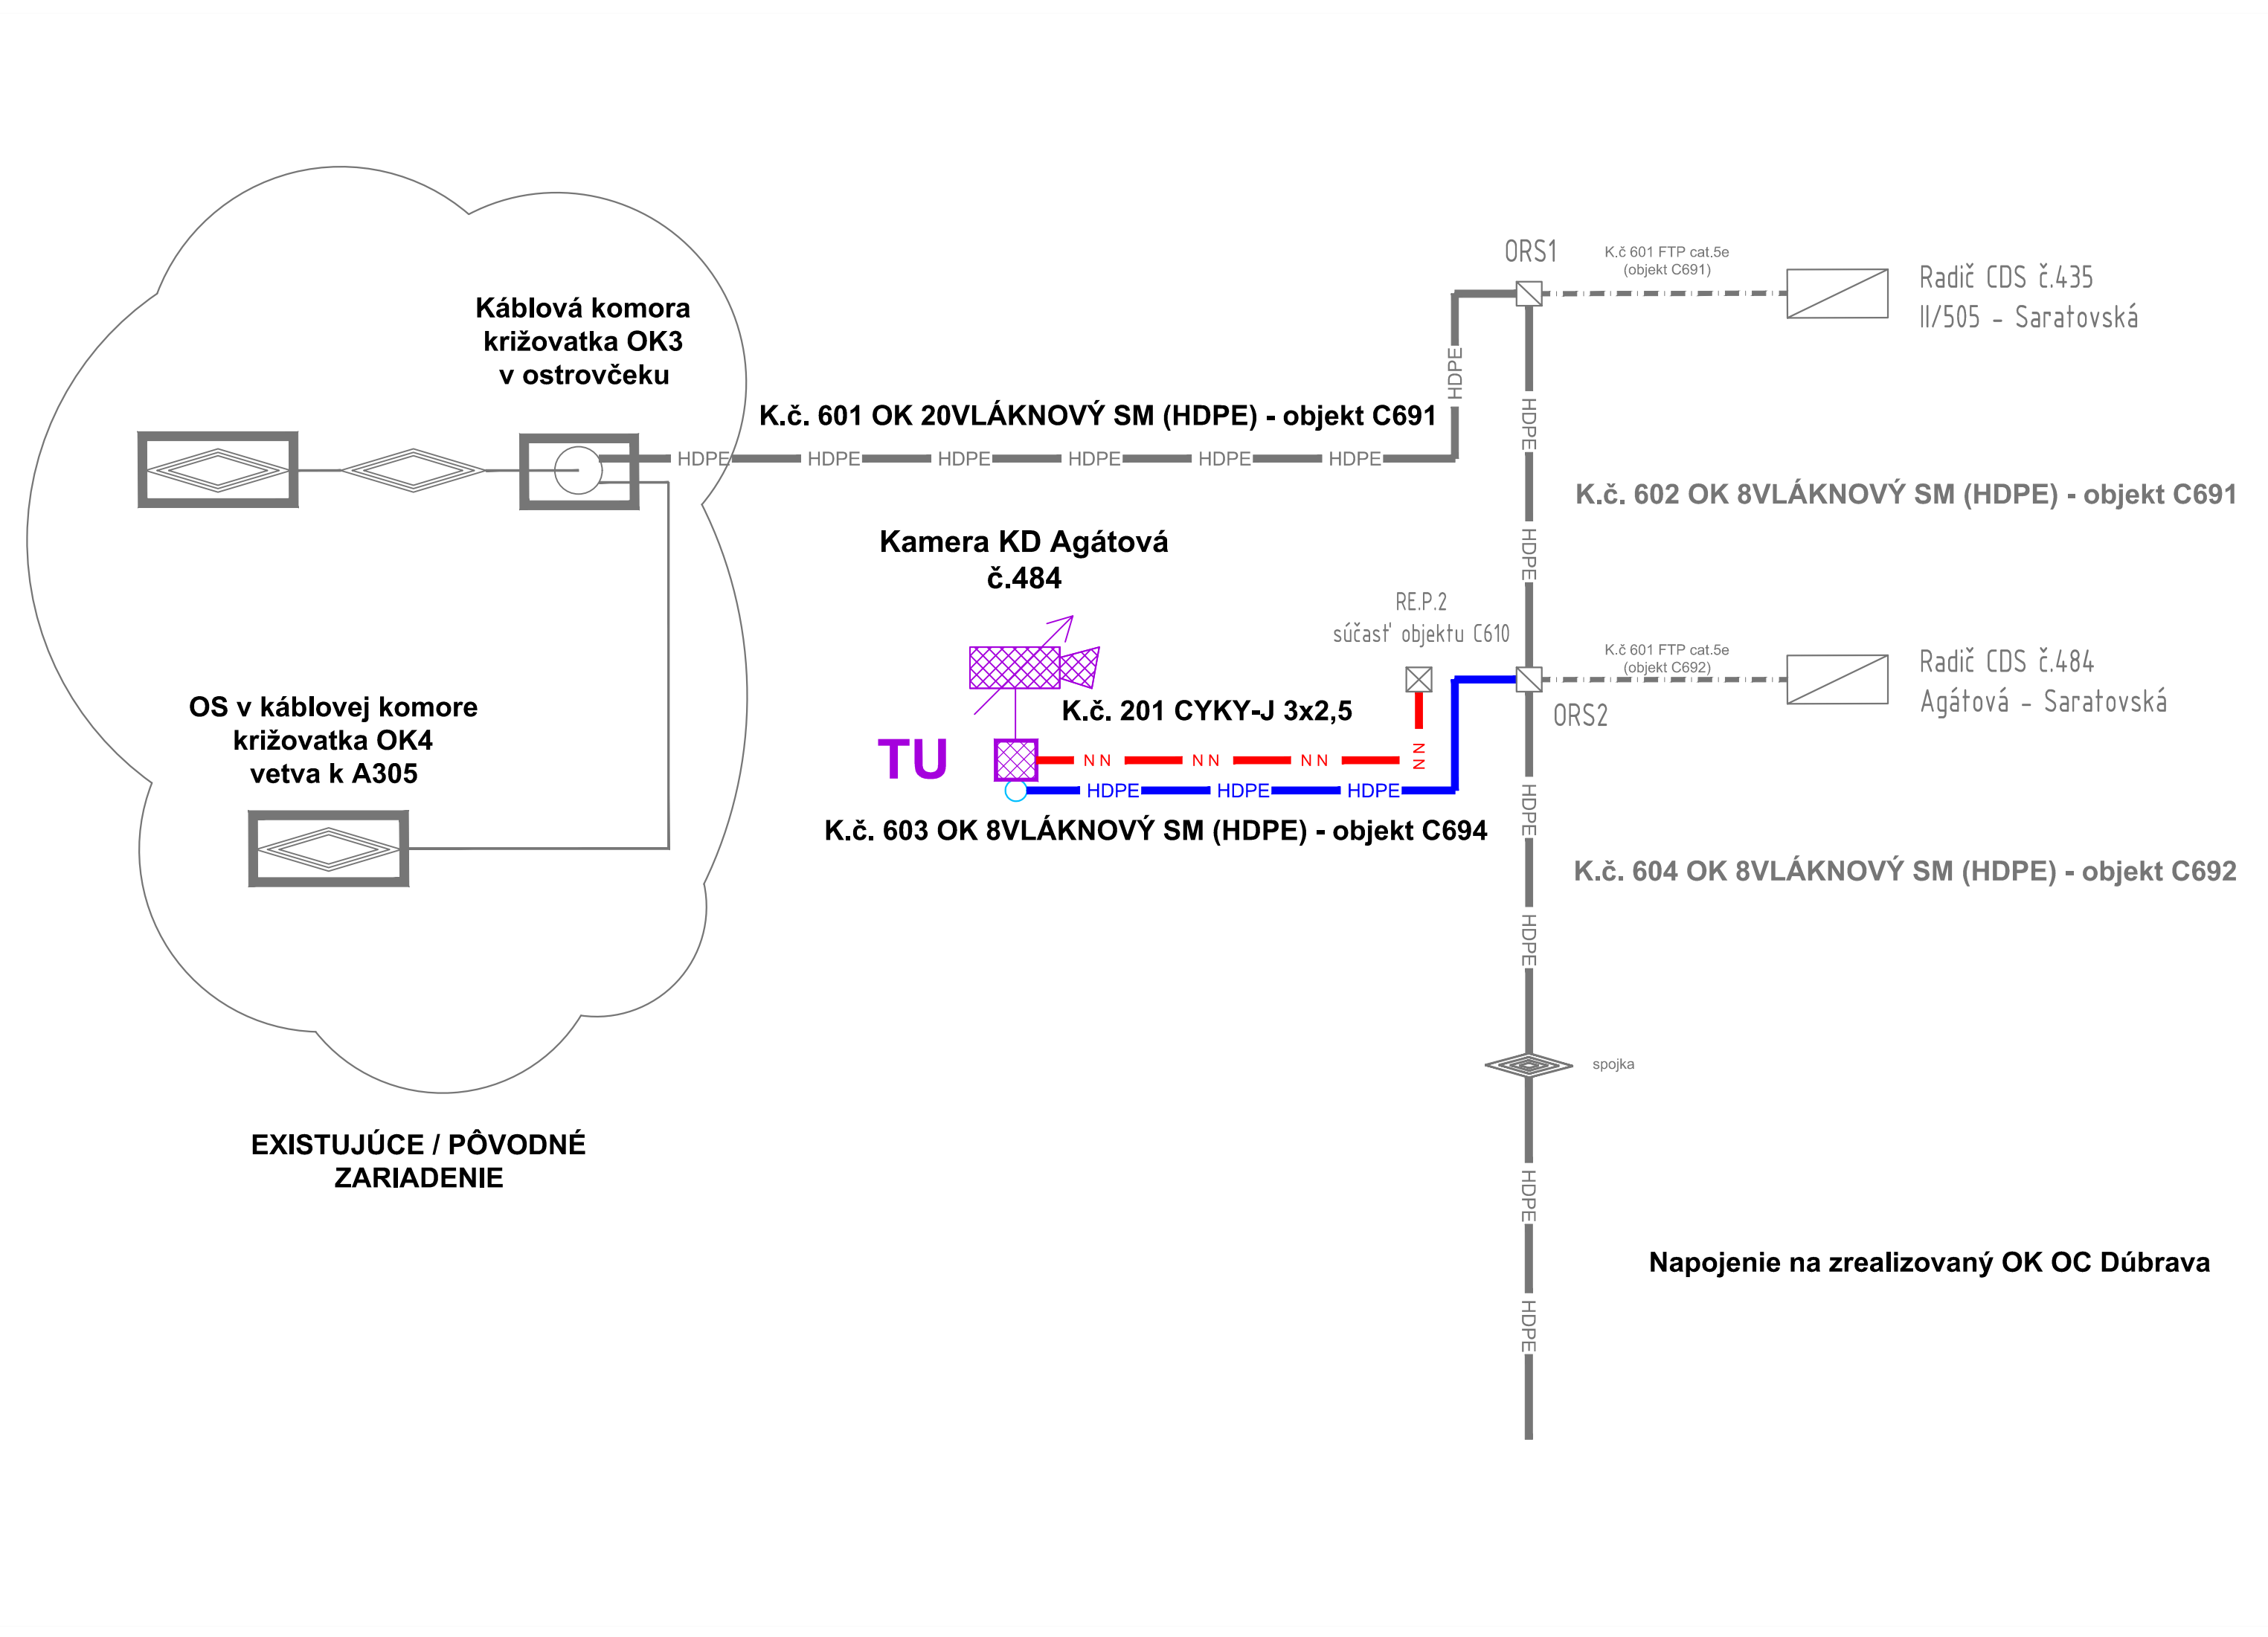 ORS1
K.č 601 FTP cat.5e
(objekt C691)
Radič CDS č.435
II/505 - Saratovská
Káblová komora
križovatka OK3
v ostrovčeku
HDPE
K.č. 601 OK 20VLÁKNOVÝ SM (HDPE) - objekt C691
HDPE HDPE HDPE HDPE HDPE HDPE
HDPE
K.č. 602 OK 8VLÁKNOVÝ SM (HDPE) - objekt C691
HDPE
Kamera KD Agátová
č.484
RE.P.2
súčasť objektu C610
K.č 601 FTP cat.5e
(objekt C692)
Radič CDS č.484
Agátová - Saratovská
ORS2
OS v káblovej komore
križovatka OK4
vetva k A305
K.č. 201 CYKY-J 3x2,5
TU
N N N N N N
N N
HDPE HDPE HDPE
HDPE
K.č. 603 OK 8VLÁKNOVÝ SM (HDPE) - objekt C694
K.č. 604 OK 8VLÁKNOVÝ SM (HDPE) - objekt C692
HDPE
spojka
EXISTUJÚCE / PÔVODNÉ
ZARIADENIE
HDPE
Napojenie na zrealizovaný OK OC Dúbrava
HDPE